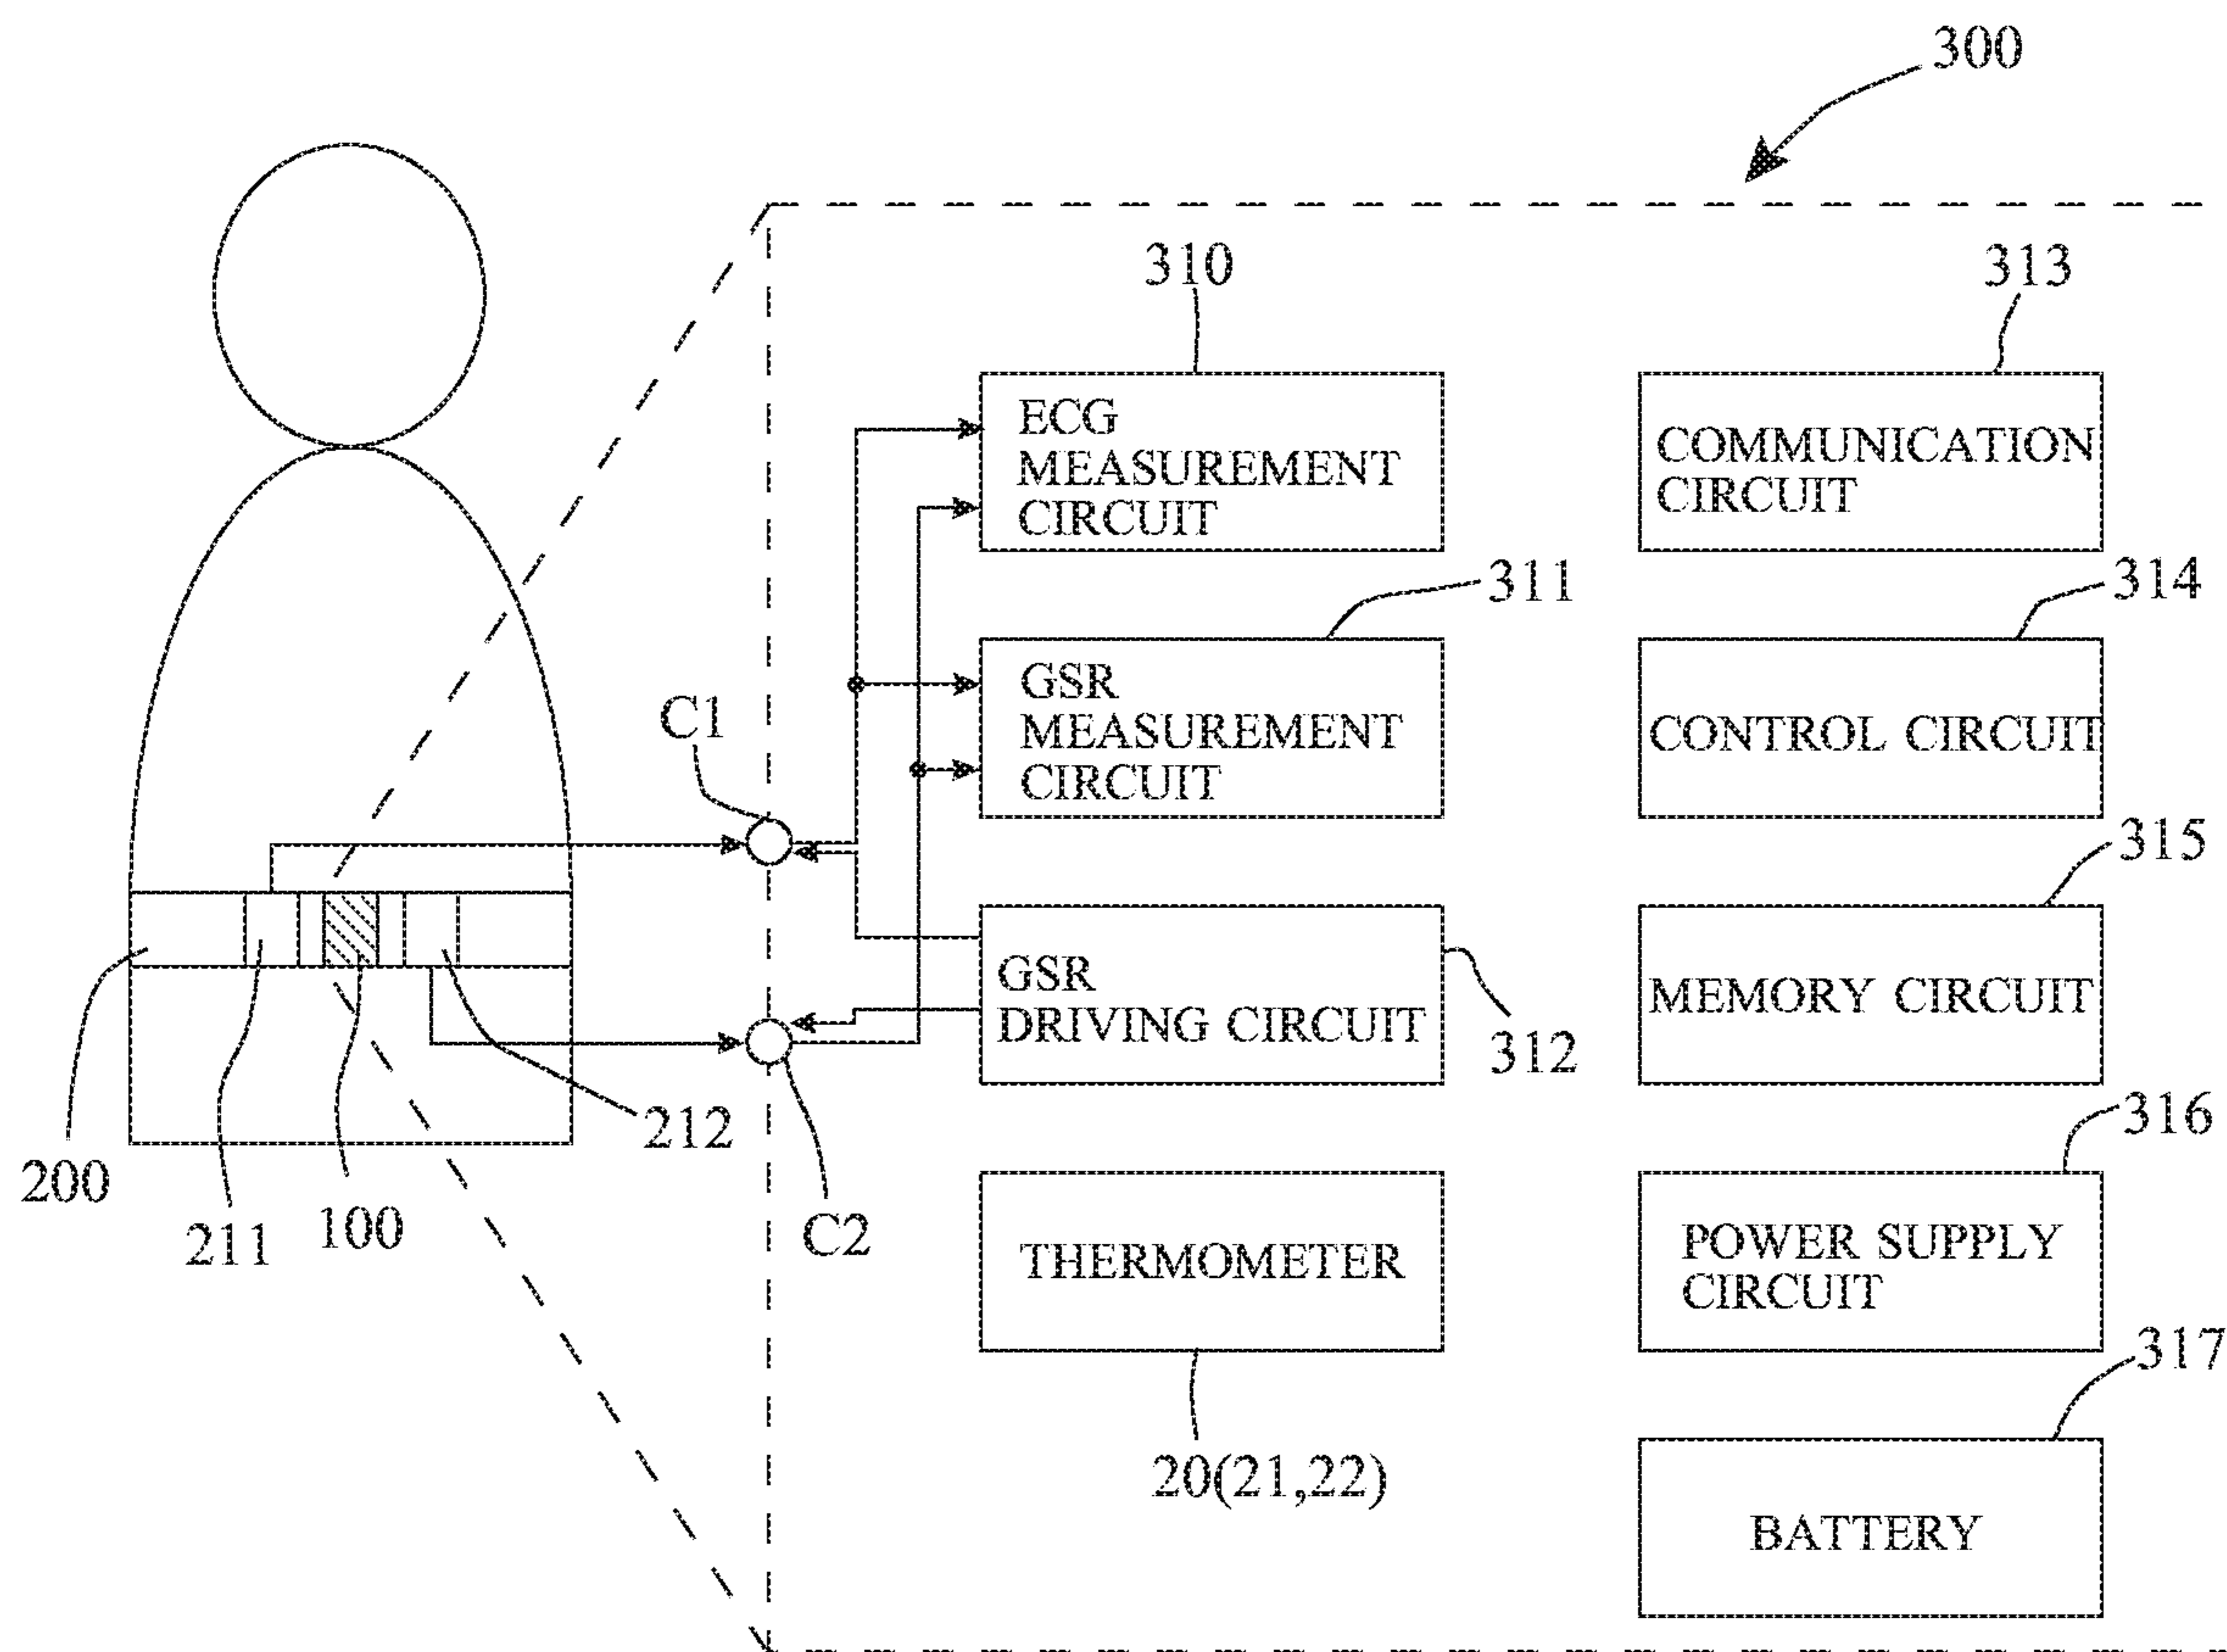 300
310
313
ECG
MEASUREMENT
CIRCUIT
COMMUNICATION
CIRCUIT
311
314
GSR
MEASUREMENT
CIRCUIT
CONTROL CIRCUIT
C1
315
GSR
DRIVING CIRCUIT
MEMORY CIRCUIT
312
212
316
200
211
100
C2
THERMOMETER
POWER SUPPLY
CIRCUIT
317
20(21,22)
BATTERY